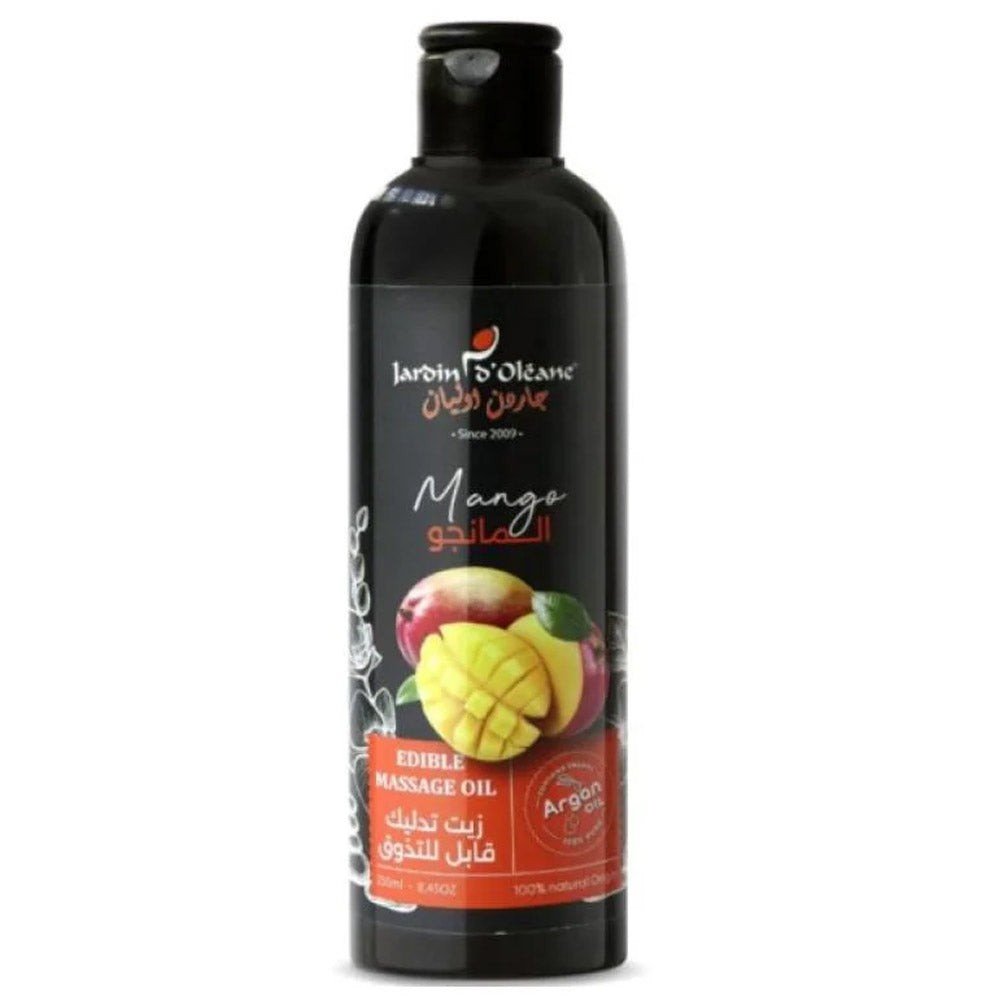 Jardin d'Oléane
جاردن اوليان
• Since 2009 •
Mango
المانجو
EDIBLE
MASSAGE OIL
زيت تدليك
قابل للتذوق
Argan
OIL
250ml - 8,45OZ
100% natural